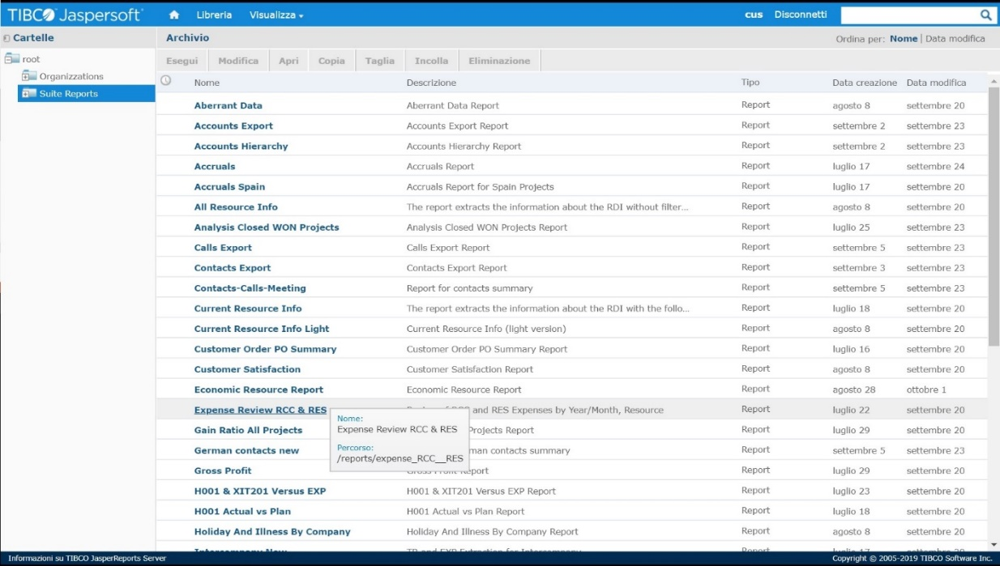 TIBCO Jaspersoft® Libreria Visualizza cus Disconnetti
Cartelle Archivio Ordina per: Nome | Data modifica
root
Organizzations
Suite Reports
Esegui Modifica Apri Copia Taglia Incolla Eliminazione
Nome Descrizione Tipo Data creazione Data modifica
Aberrant Data Aberrant Data Report Report agosto 8 settembre 20
Accounts Export Accounts Export Report Report settembre 2 settembre 23
Accounts Hierarchy Accounts Hierarchy Report Report settembre 2 settembre 23
Accruals Accruals Report Report luglio 17 settembre 24
Accruals Spain Accruals Report for Spain Projects Report luglio 17 settembre 20
All Resource Info The report extracts the information about the RDI without filter... Report agosto 8 settembre 20
Analysis Closed WON Projects Analysis Closed WON Projects Report Report luglio 25 settembre 23
Calls Export Calls Export Report Report settembre 5 settembre 23
Contacts Export Contacts Export Report Report settembre 3 settembre 23
Contacts-Calls-Meeting Report for contacts summary Report settembre 5 settembre 23
Current Resource Info The report extracts the information about the RDI with the follo... Report luglio 18 settembre 20
Current Resource Info Light Current Resource Info (light version) Report agosto 8 settembre 20
Customer Order PO Summary Customer Order PO Summary Report Report luglio 16 settembre 20
Customer Satisfaction Customer Satisfaction Report Report agosto 8 settembre 20
Economic Resource Report Economic Resource Report Report agosto 28 ottobre 1
Expense Review RCC & RES and RES Expenses by Year/Month, Resource Report luglio 22 settembre 20
Gain Ratio All Projects Projects Report Report luglio 29 settembre 20
German contacts new man contacts summary Report settembre 5 settembre 23
Gross Profit Report Report luglio 29 settembre 20
Nome:
Expense Review RCC & RES
Percorso:
/reports/expense_RCC__RES
H001 & XIT201 Versus EXP H001 & XIT201 Versus EXP Report Report luglio 23 settembre 20
H001 Actual vs Plan H001 Actual vs Plan Report Report luglio 18 settembre 20
Holiday And Illness By Company Holiday And Illness By Company Report Report agosto 8 settembre 20
Informazioni su TIBCO JasperReports Server Copyright © 2005-2019 TIBCO Software Inc.